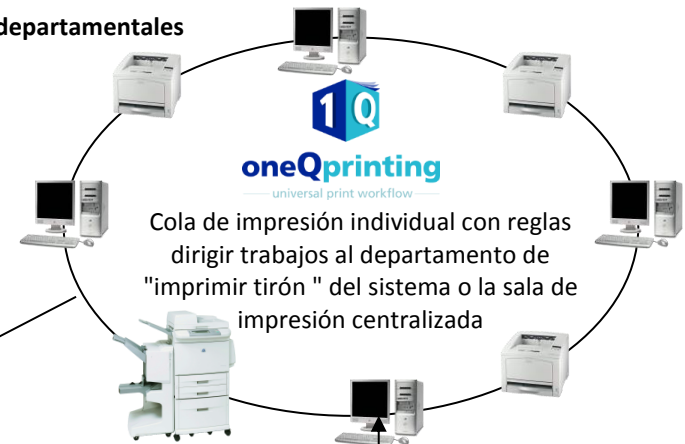 departamentales
1Q
oneQprinting
universal print workflow
Cola de impresión individual con reglas
dirigir trabajos al departamento de
"imprimir tirón " del sistema o la sala de
impresión centralizada